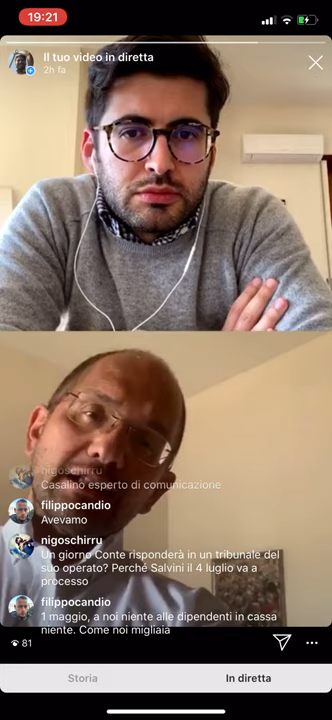 19:21
Il tuo video in diretta
2h fa
nigoschirru
Casalino esperto di comunicazione
filippocandio
Avevamo
nigoschirru
Un giorno Conte risponderà in un tribunale del
suo operato? Perché Salvini il 4 luglio va a
processo
filippocandio
1 maggio, a noi niente alle dipendenti in cassa
niente. Come noi migliaia
81
Storia
In diretta